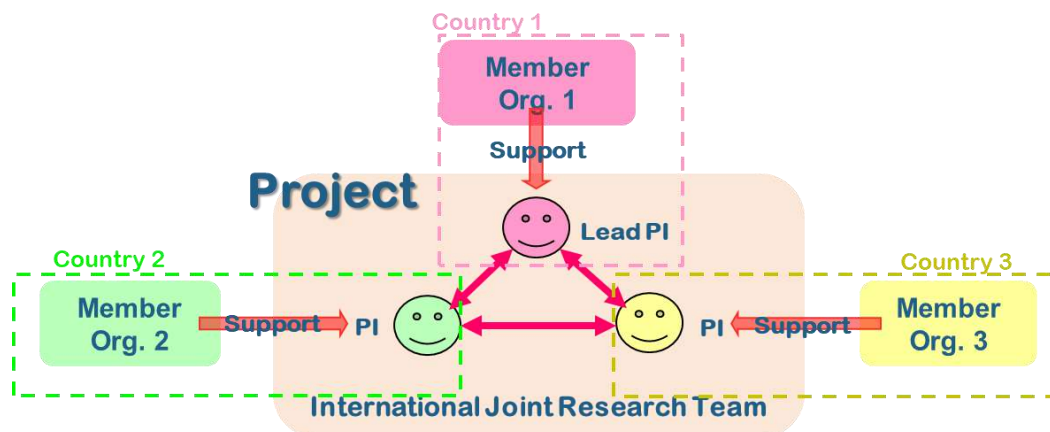 Country 1
Member
Org. 1
Support
Project
Lead PI
Country 2
Country 3
Member
Org. 2
Support
PI
PI
Support
Member
Org. 3
International Joint Research Team